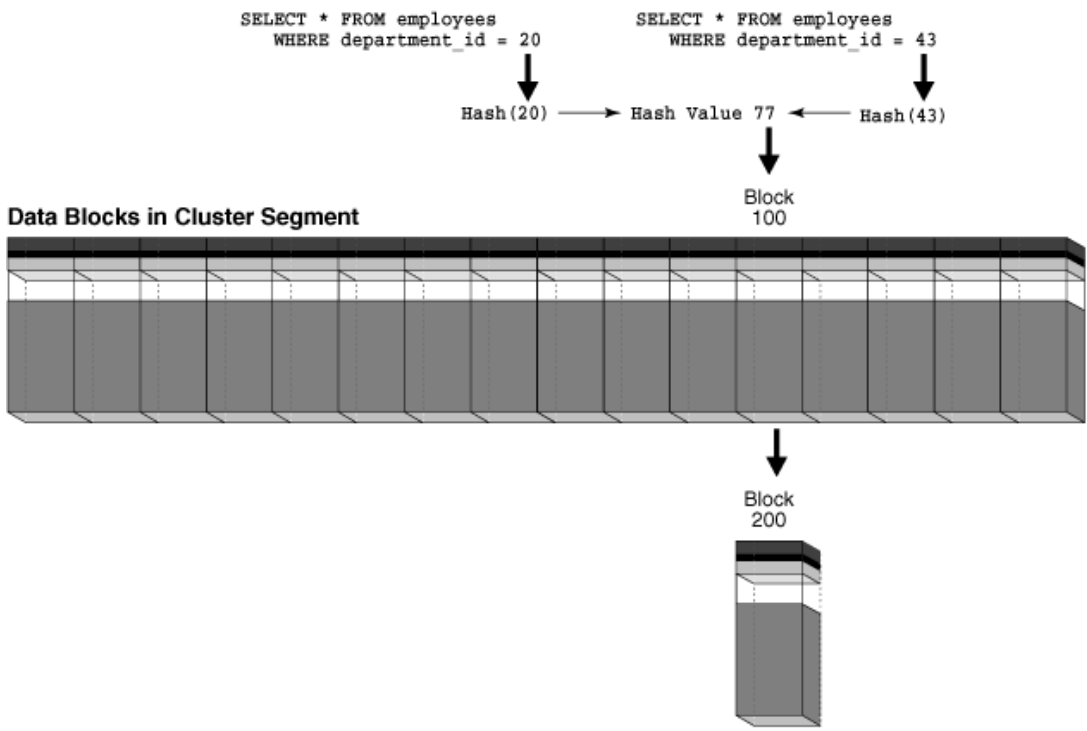 SELECT * FROM employees
WHERE department_id = 20
SELECT * FROM employees
WHERE department_id = 43
Hash(20)
Hash Value 77
Hash(43)
Block
100
Data Blocks in Cluster Segment
Block
200